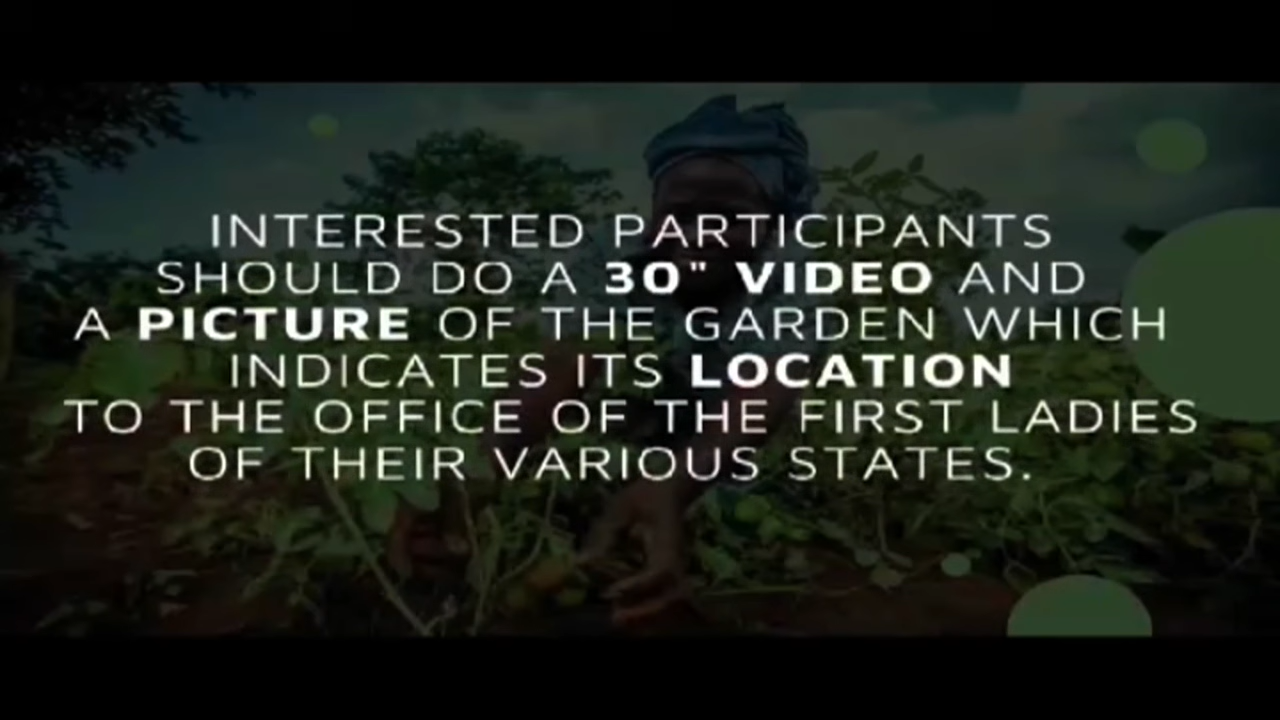 INTERESTED PARTICIPANTS
SHOULD DO A 30" VIDEO AND
A PICTURE OF THE GARDEN WHICH
INDICATES ITS LOCATION
TO THE OFFICE OF THE FIRST LADIES
OF THEIR VARIOUS STATES.